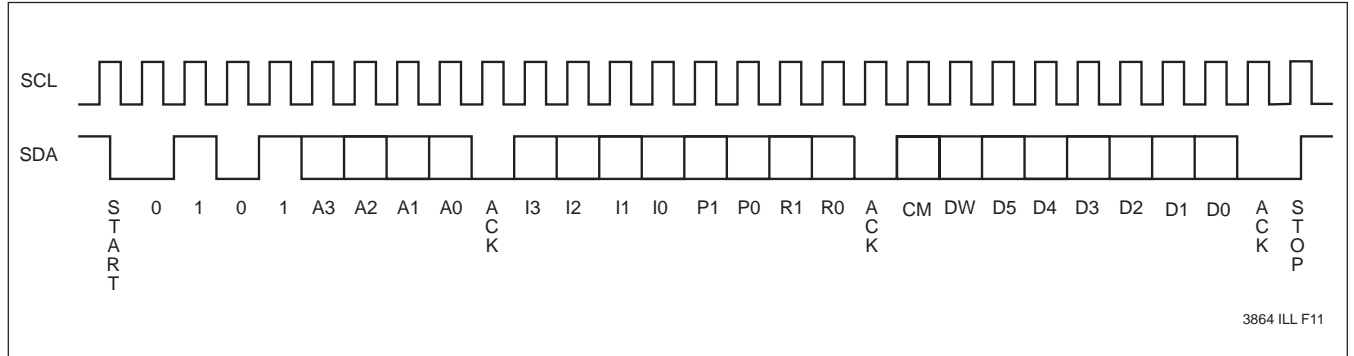 SCL
SDA
START 0 1 0 1 A3 A2 A1 A0 ACK I3 I2 I1 I0 P1 P0 R1 R0 ACK CM DW D5 D4 D3 D2 D1 D0 ACK STOP
3864 ILL F11